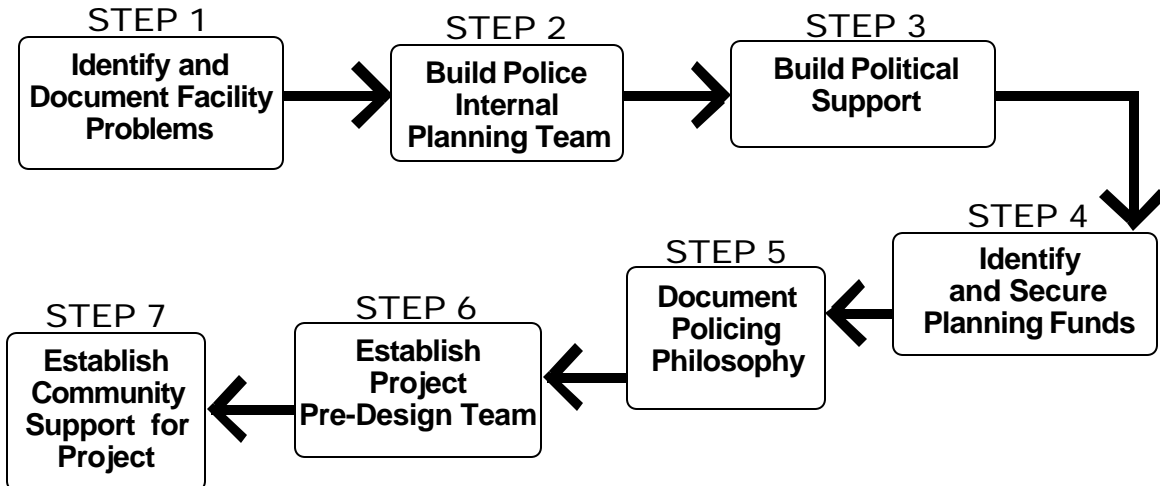 STEP 1
Identify and
Document Facility
Problems
STEP 2
Build Police
Internal
Planning Team
STEP 3
Build Political
Support
STEP 4
Identify
and Secure
Planning Funds
STEP 5
Document
Policing
Philosophy
STEP 6
Establish
Project
Pre-Design Team
STEP 7
Establish
Community
Support for
Project